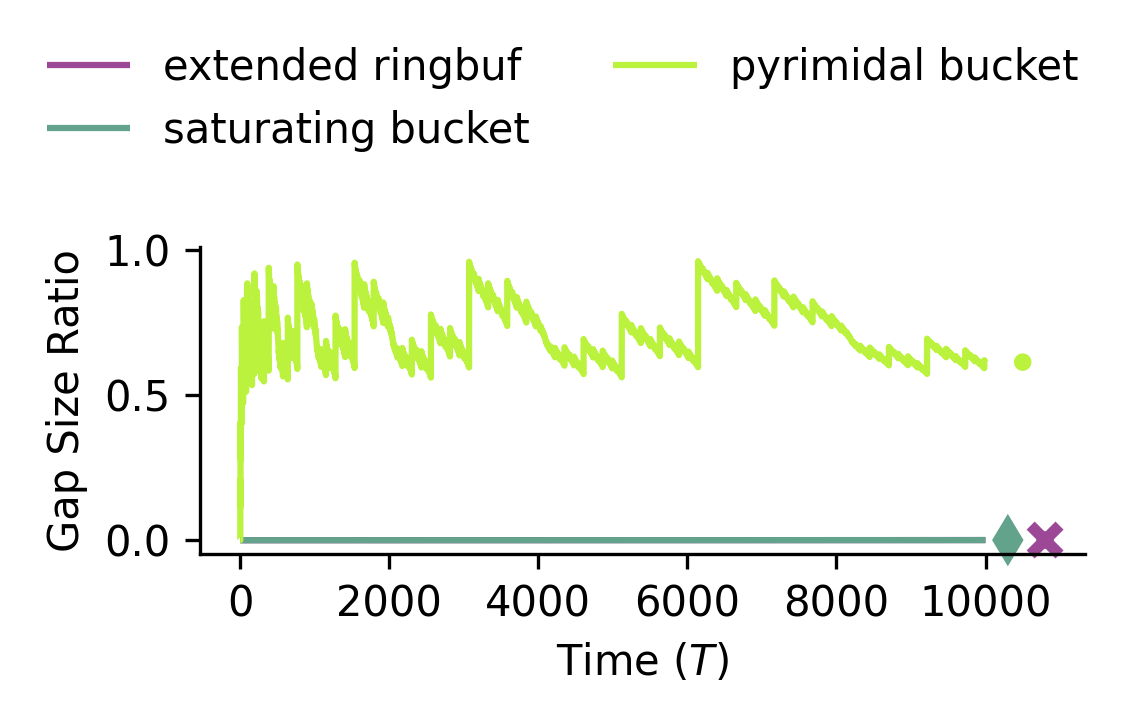 extended ringbuf
saturating bucket
pyrimidal bucket
Gap Size Ratio
1.0
0.5
0.0
0 2000 4000 6000 8000 10000
Time (T)